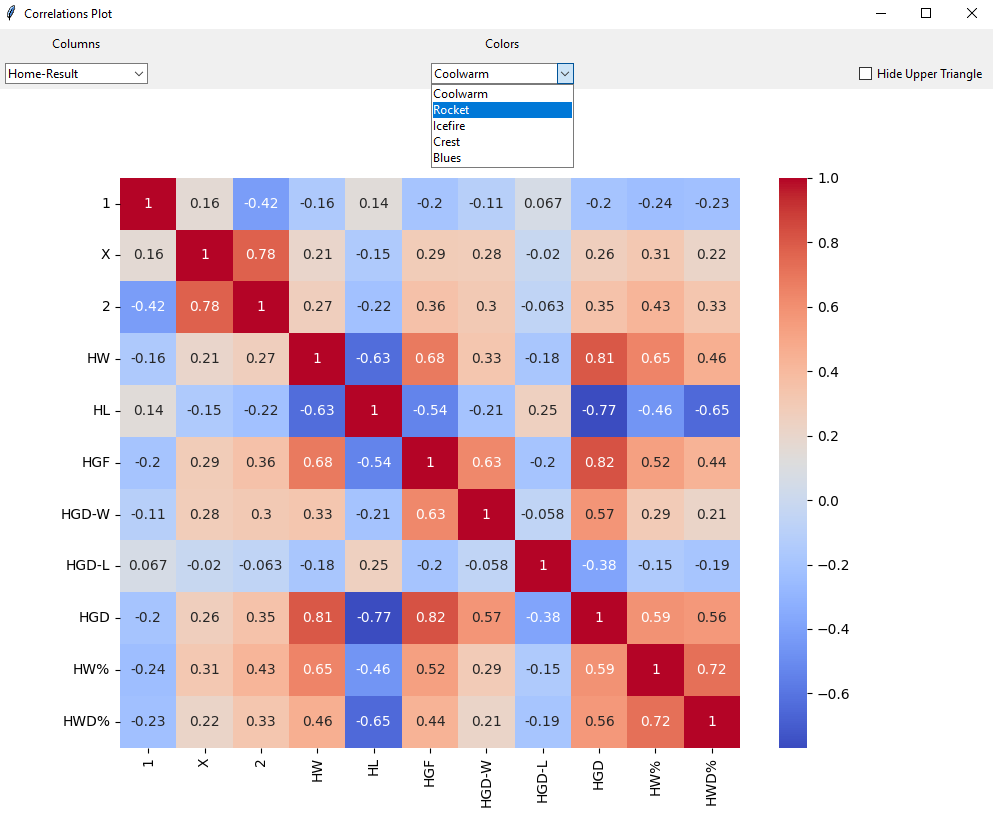 Correlations Plot
Columns Colors
Home-Result Coolwarm Hide Upper Triangle
Coolwarm
Rocket
Icefire
Crest
Blues
1 1 0.16 -0.42 -0.16 0.14 -0.2 -0.11 0.067 -0.2 -0.24 -0.23
X 0.16 1 0.78 0.21 -0.15 0.29 0.28 -0.02 0.26 0.31 0.22
2 -0.42 0.78 1 0.27 -0.22 0.36 0.3 -0.063 0.35 0.43 0.33
HW -0.16 0.21 0.27 1 -0.63 0.68 0.33 -0.18 0.81 0.65 0.46
HL 0.14 -0.15 -0.22 -0.63 1 -0.54 -0.21 0.25 -0.77 -0.46 -0.65
HGF -0.2 0.29 0.36 0.68 -0.54 1 0.63 -0.2 0.82 0.52 0.44
HGD-W -0.11 0.28 0.3 0.33 -0.21 0.63 1 -0.058 0.57 0.29 0.21
HGD-L 0.067 -0.02 -0.063 -0.18 0.25 -0.2 -0.058 1 -0.38 -0.15 -0.19
HGD -0.2 0.26 0.35 0.81 -0.77 0.82 0.57 -0.38 1 0.59 0.56
HW% -0.24 0.31 0.43 0.65 -0.46 0.52 0.29 -0.15 0.59 1 0.72
HWD% -0.23 0.22 0.33 0.46 -0.65 0.44 0.21 -0.19 0.56 0.72 1
1 X 2 HW HL HGF HGD-W HGD-L HGD HW% HWD%
1.0
0.8
0.6
0.4
0.2
0.0
−0.2
−0.4
−0.6